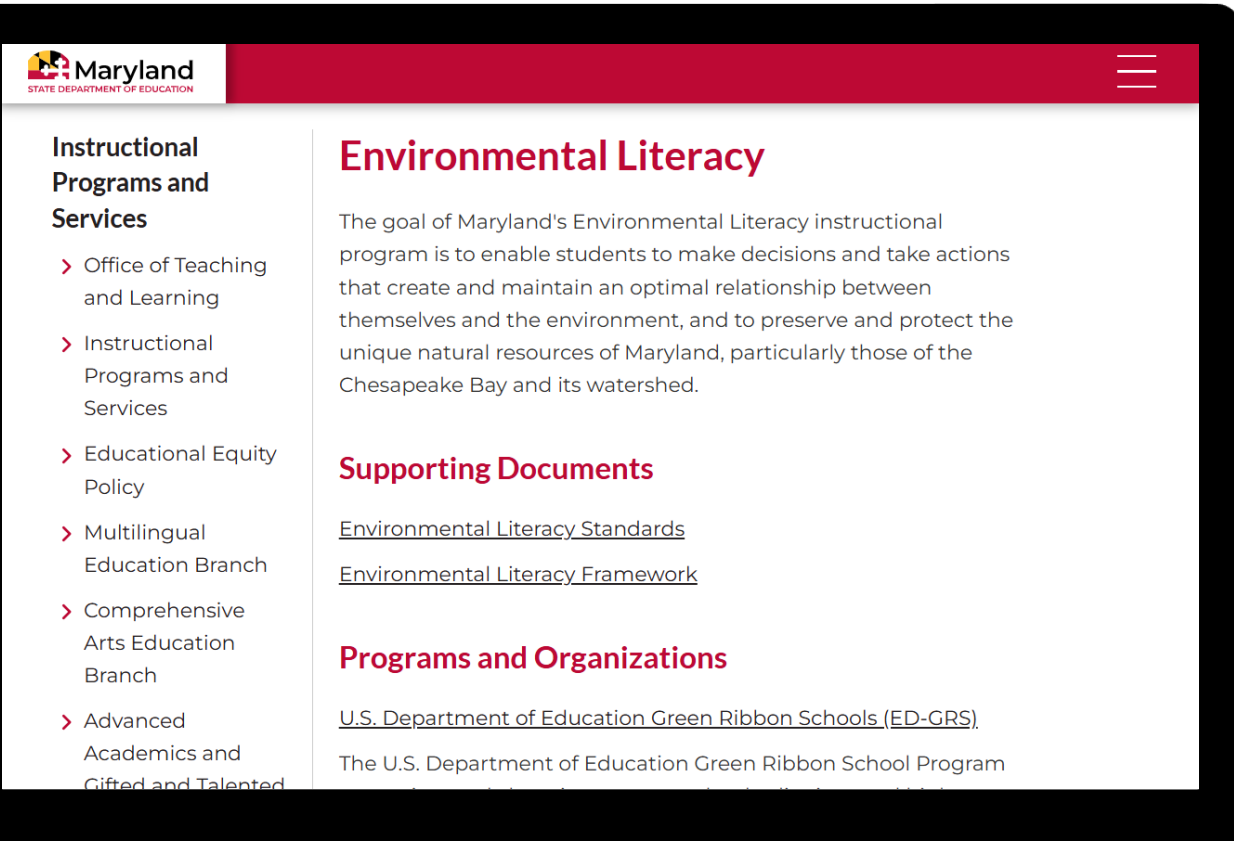 Maryland
STATE DEPARTMENT OF EDUCATION
Instructional
Programs and
Services
Office of Teaching
and Learning
Instructional
Programs and
Services
Educational Equity
Policy
Multilingual
Education Branch
Comprehensive
Arts Education
Branch
Advanced
Academics and
Gifted and Talented
Environmental Literacy
The goal of Maryland's Environmental Literacy instructional
program is to enable students to make decisions and take actions
that create and maintain an optimal relationship between
themselves and the environment, and to preserve and protect the
unique natural resources of Maryland, particularly those of the
Chesapeake Bay and its watershed.
Supporting Documents
Environmental Literacy Standards
Environmental Literacy Framework
Programs and Organizations
U.S. Department of Education Green Ribbon Schools (ED-GRS)
The U.S. Department of Education Green Ribbon School Program